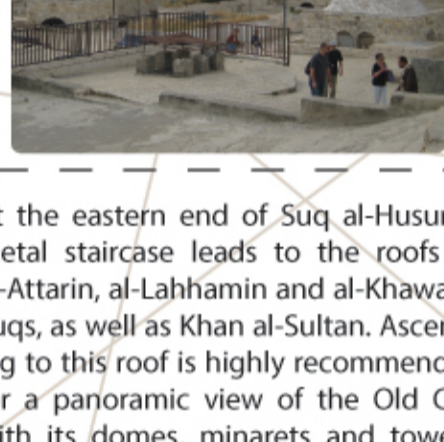 the eastern end of Suq al-Husu
etal staircase leads to the roofs
-Attarin, al-Lahhamin and al-Khawa
uqs, as well as Khan al-Sultan. Ascen
g to this roof is highly recommend
r a panoramic view of the Old C
ith its domes, minarets and tow